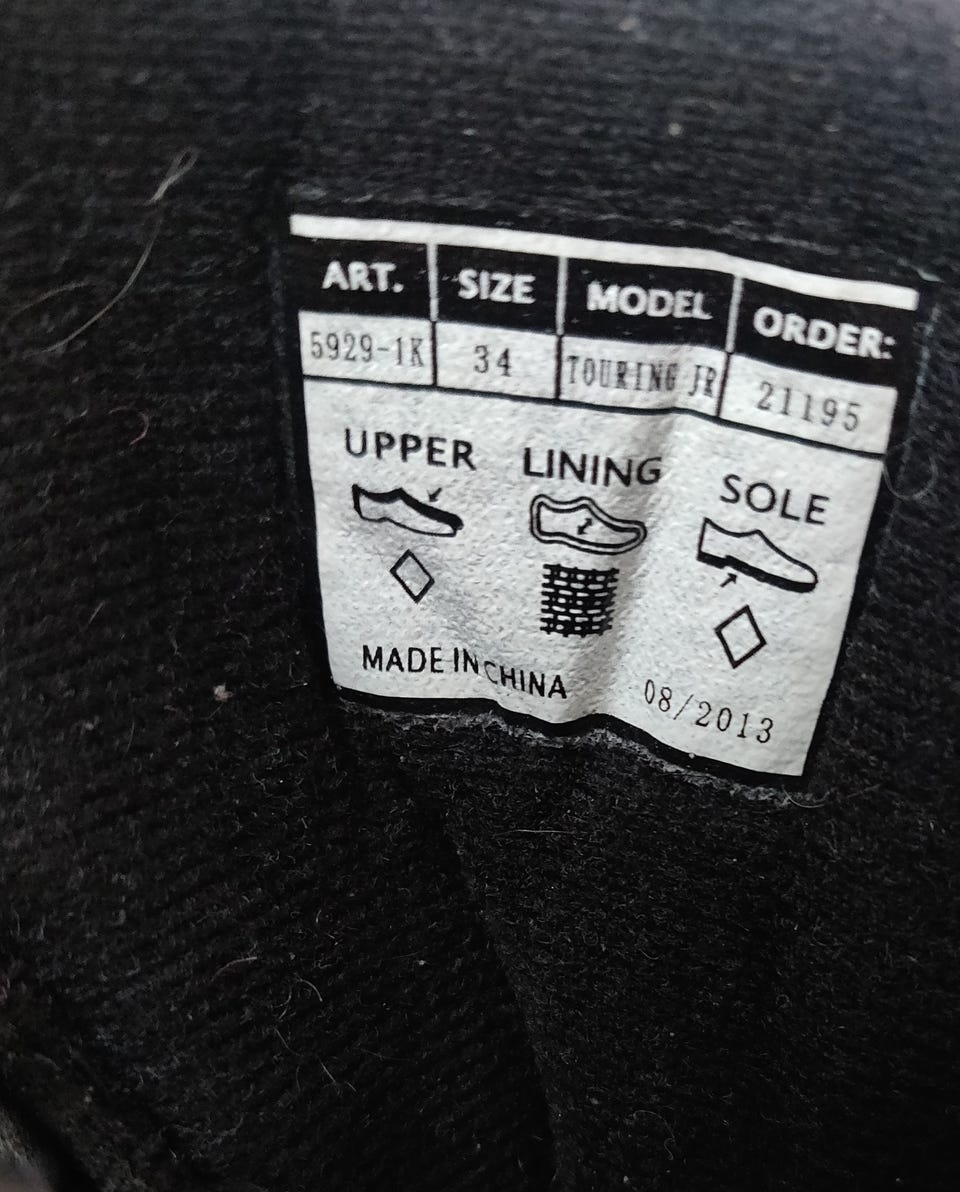 ART. SIZE MODEL ORDER:
5929-1K 34 TOURING JR 21195
UPPER LINING SOLE
MADE IN CHINA 08/2013